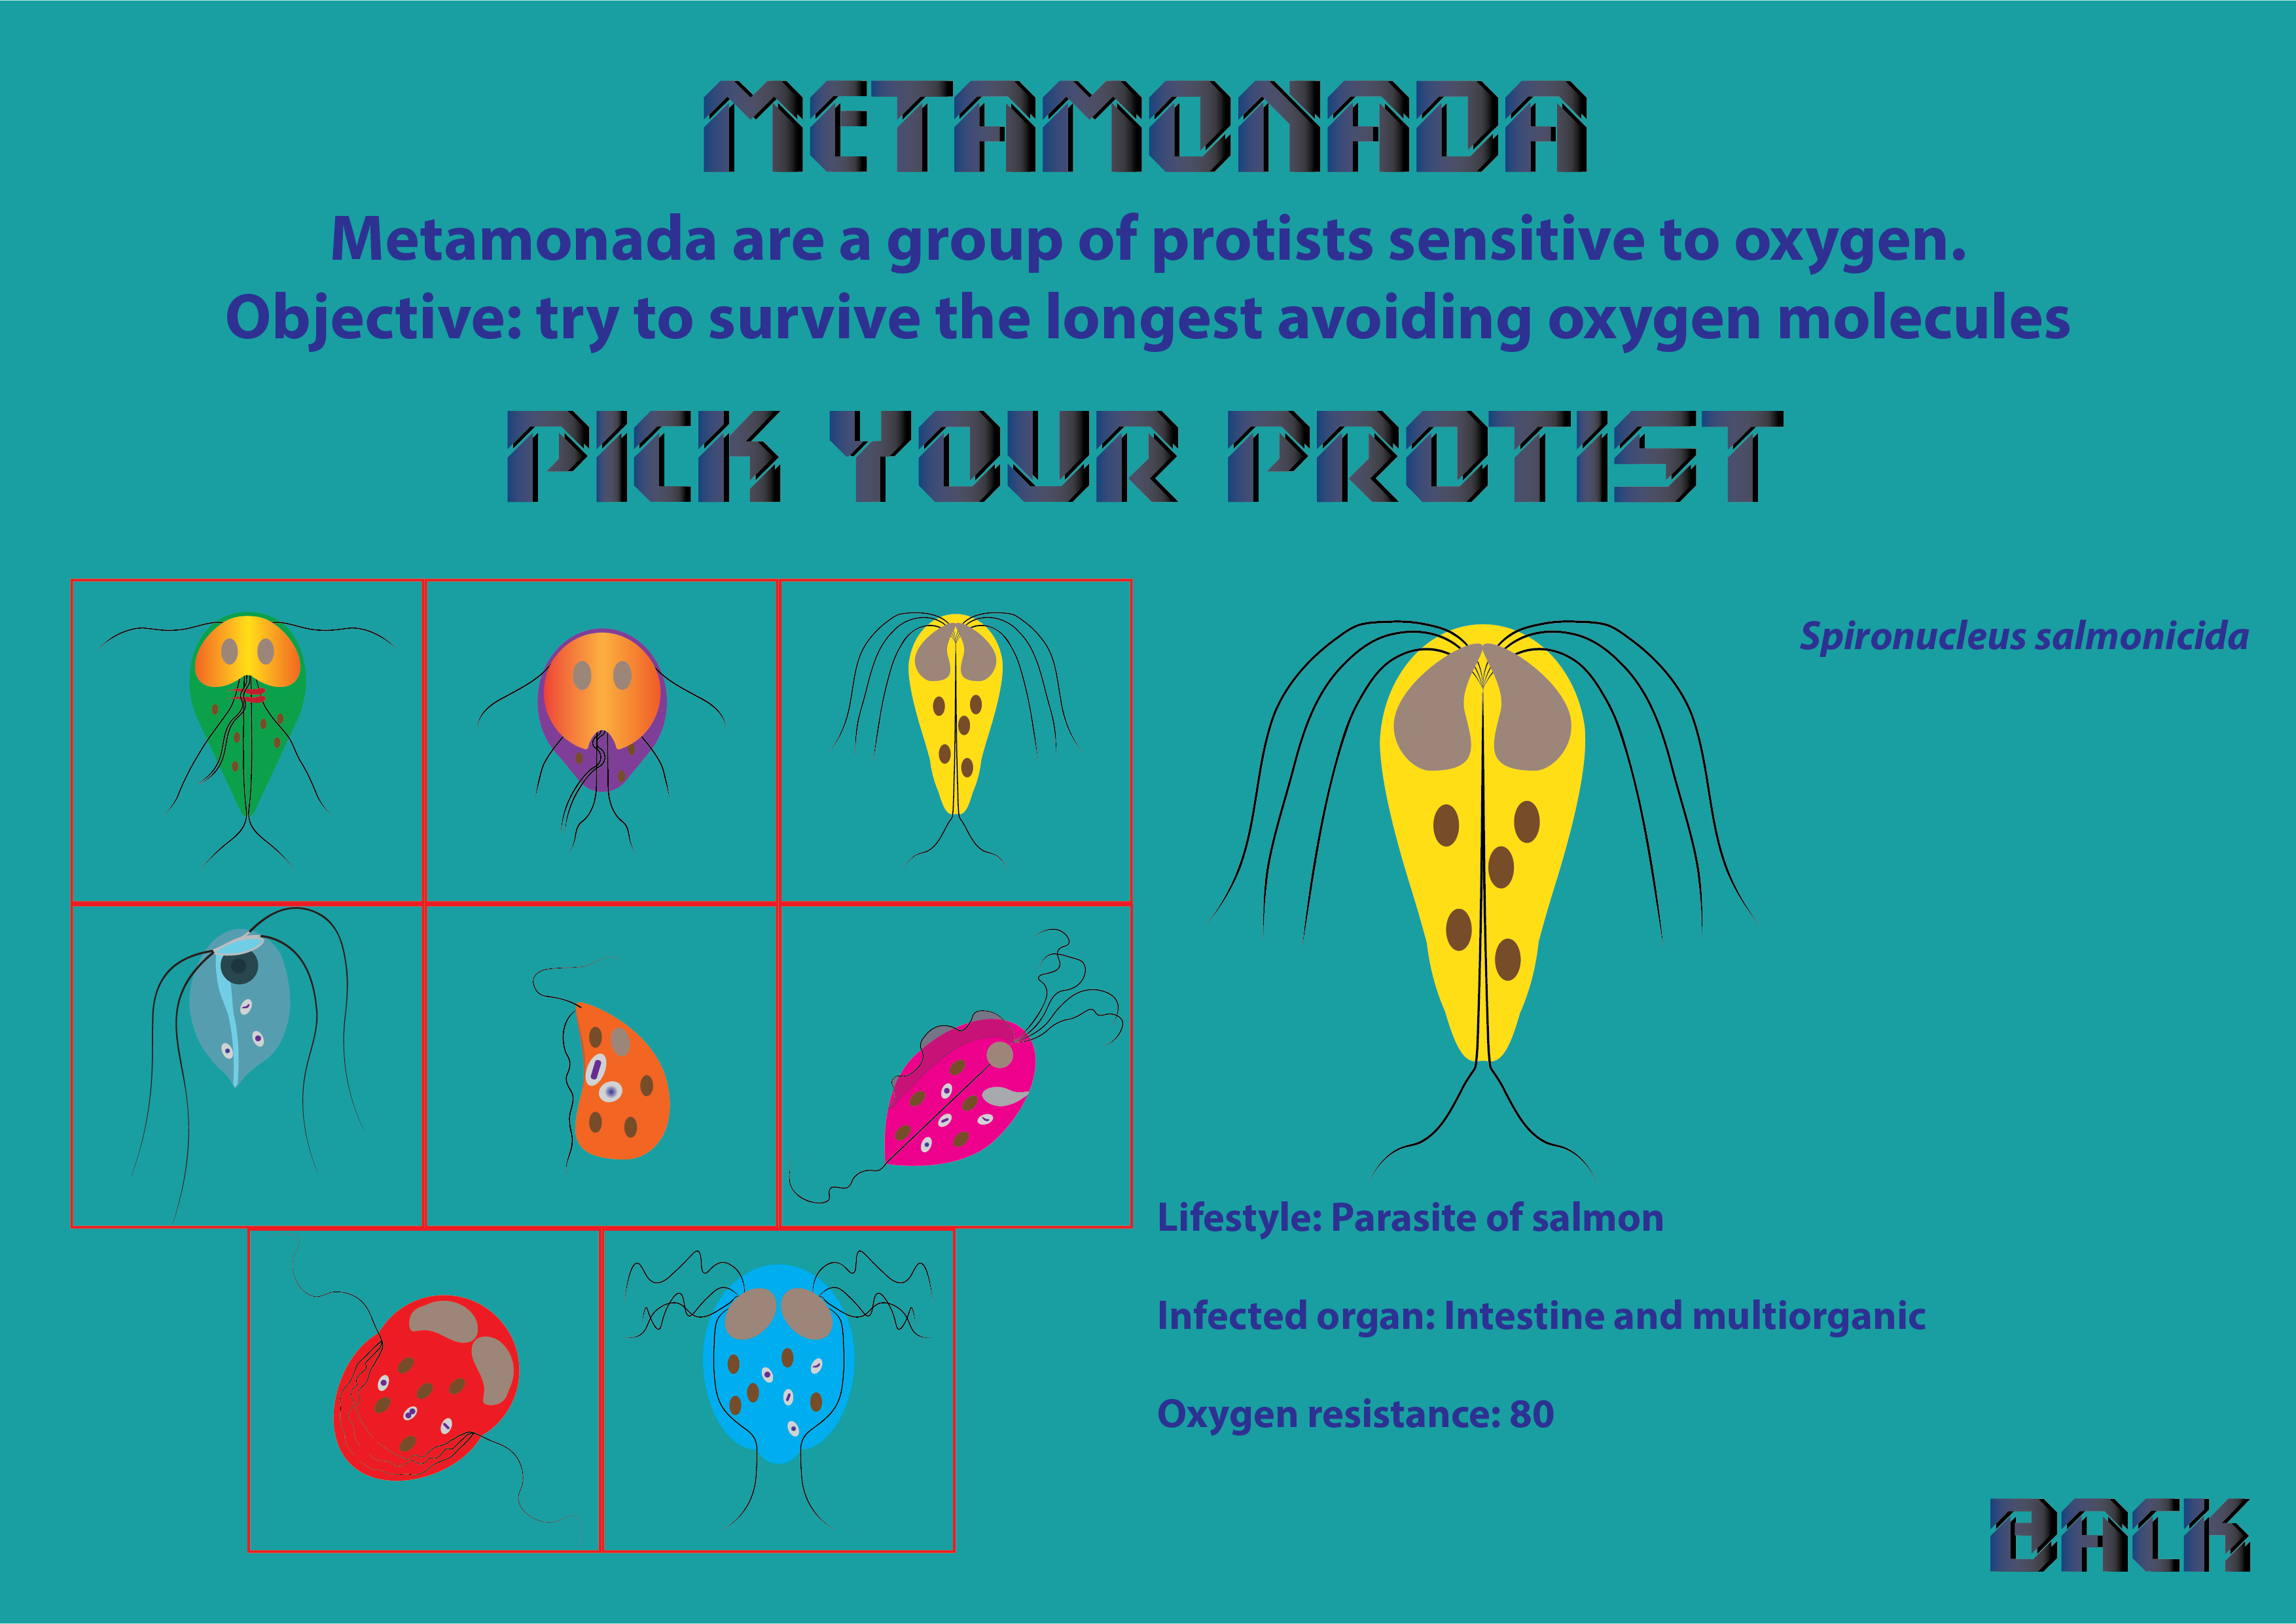 METAMONADA
Metamonada are a group of protists sensitive to oxygen.
Objective: try to survive the longest avoiding oxygen molecules
PICK YOUR PROTIST
Spironucleus salmonicida
Lifestyle: Parasite of salmon
Infected organ: Intestine and multiorganic
Oxygen resistance: 80
BACK